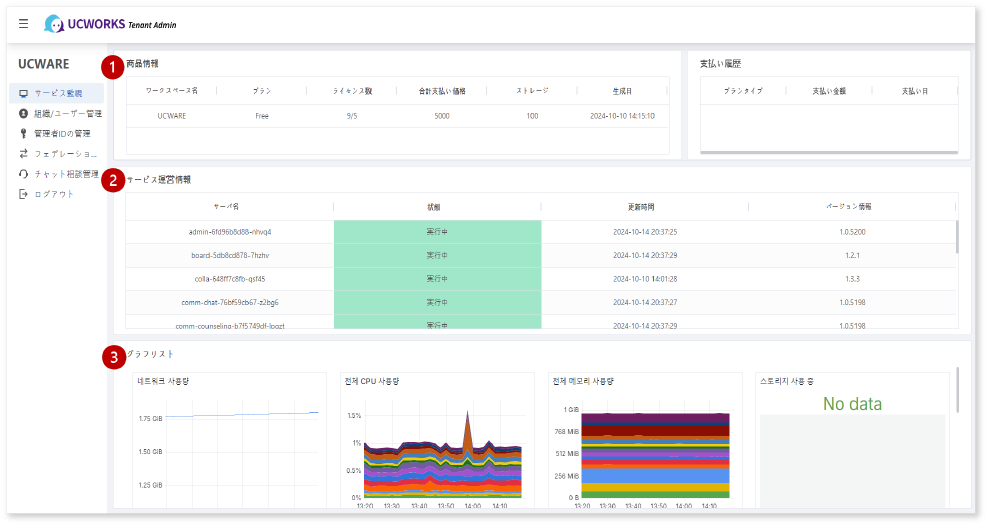 UCWORKS Tenant Admin
UCWARE
サービス監視
組織/ユーザー管理
管理者IDの管理
フェデレーショ...
チャット相談管理
ログアウト
1
商品情報
ワークスペース名 プラン ライセンス数 合計支払い価格 ストレージ 生成日
UCWARE Free 9/5 5000 100 2024-10-10 14:15:10
支払い履歴
プランタイプ 支払い金額 支払い日
2
サービス運営情報
サーバ名 状態 更新時間 バージョン情報
admin-6fd96b8d88-nhvq4 実行中 2024-10-14 20:37:25 1.0.5200
board-5db8cd878-7hzhv 実行中 2024-10-14 20:37:29 1.2.1
colla-648ff7c8fb-qsf45 実行中 2024-10-10 14:01:28 1.3.3
comm-chat-76bf59cb67-z2bg6 実行中 2024-10-14 20:37:27 1.0.5198
comm-counseling-b7f5749df-loqzt 実行中 2024-10-14 20:37:29 1.0.5198
3
グラフリスト
네트워크 사용량
1.75 GiB
1.50 GiB
1.25 GiB
전체 CPU 사용량
1.5%
1%
0.5%
0%
13:20 13:30 13:40 13:50 14:00 14:10
전체 메모리 사용량
1 GiB
768 MiB
512 MiB
256 MiB
0 B
13:20 13:30 13:40 13:50 14:00 14:10
스토리지 사용 중
No data